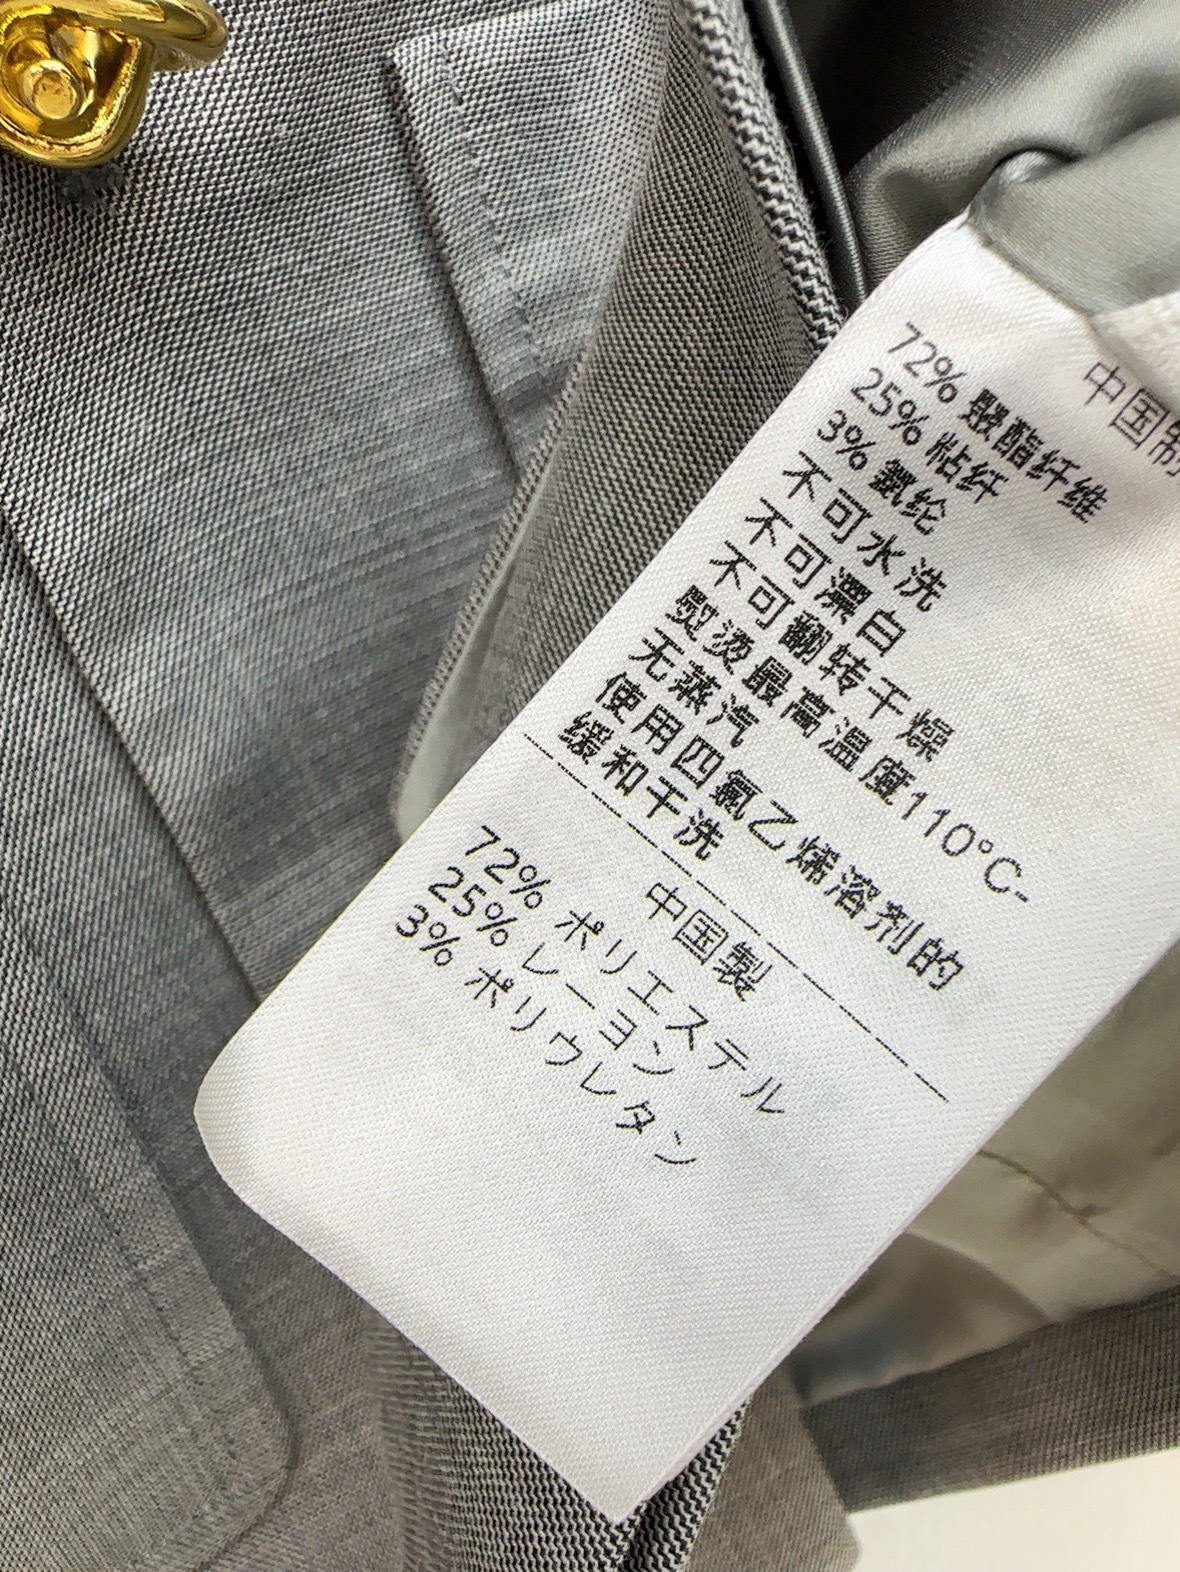 中国制
72% 聚酯纤维
25% 粘纤
3% 氨纶
不可水洗
不可漂白
不可翻转干燥
熨烫最高温度110°C-
无蒸汽
使用四氯乙烯溶剂的
缓和干洗
中国製
72% ポリエステル
25% レーヨン
3% ポリウレタン